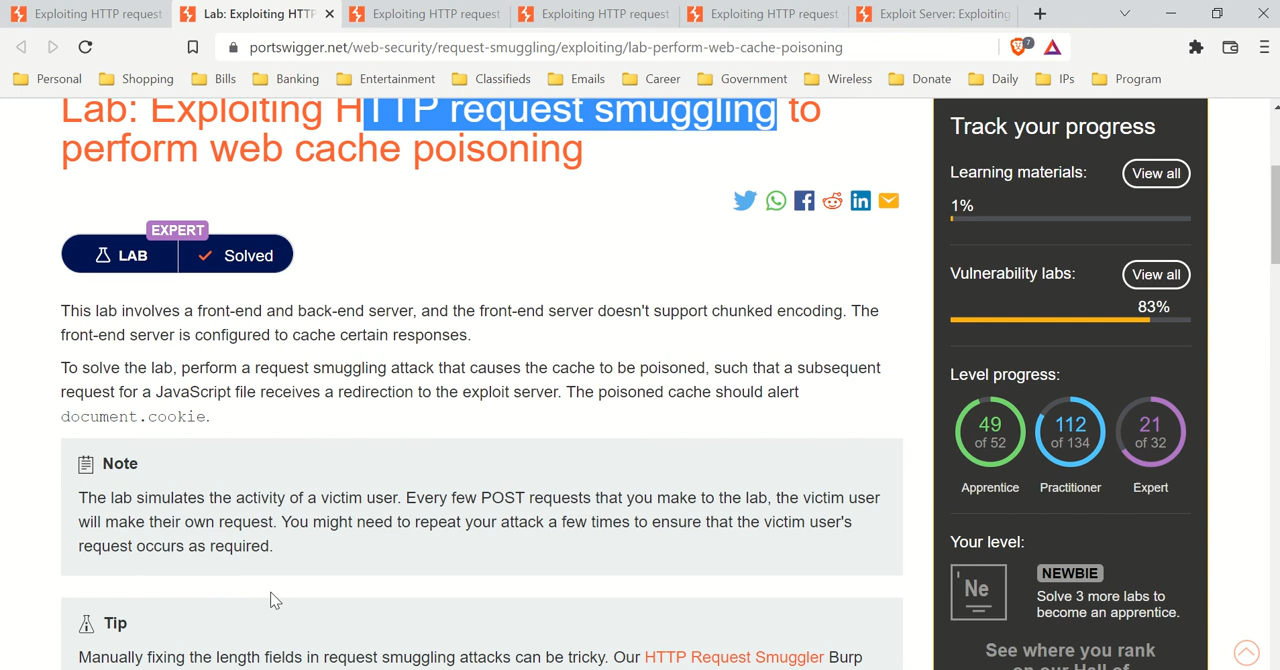 Exploiting HTTP request
Lab: Exploiting HTTP
Exploiting HTTP request
Exploiting HTTP request
Exploiting HTTP request
Exploit Server: Exploiting
portswigger.net/web-security/request-smuggling/exploiting/lab-perform-web-cache-poisoning
7
Personal
Shopping
Bills
Banking
Entertainment
Classifieds
Emails
Career
Government
Wireless
Donate
Daily
IPs
Program
Lab: Exploiting HTTP request smuggling to
perform web cache poisoning
EXPERT
LAB
Solved
This lab involves a front-end and back-end server, and the front-end server doesn't support chunked encoding. The
front-end server is configured to cache certain responses.
To solve the lab, perform a request smuggling attack that causes the cache to be poisoned, such that a subsequent
request for a JavaScript file receives a redirection to the exploit server. The poisoned cache should alert
document.cookie.
Note
The lab simulates the activity of a victim user. Every few POST requests that you make to the lab, the victim user
will make their own request. You might need to repeat your attack a few times to ensure that the victim user's
request occurs as required.
Tip
Manually fixing the length fields in request smuggling attacks can be tricky. Our HTTP Request Smuggler Burp
Track your progress
Learning materials:
View all
1%
Vulnerability labs:
View all
83%
Level progress:
49
of 52
112
of 134
21
of 32
Apprentice
Practitioner
Expert
Your level:
Ne
NEWBIE
Solve 3 more labs to
become an apprentice.
See where you rank
on our Hall of